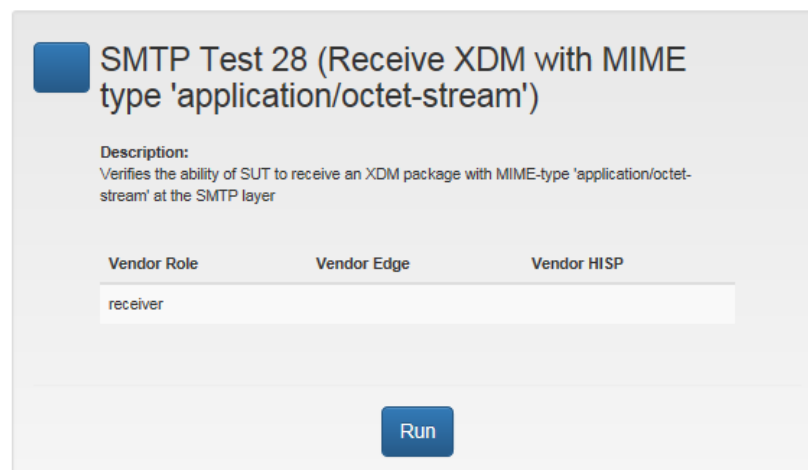 SMTP Test 28 (Receive XDM with MIME
type 'application/octet-stream')
Description:
Verifies the ability of SUT to receive an XDM package with MIME-type 'application/octet-
stream' at the SMTP layer
Vendor Role Vendor Edge Vendor HISP
receiver
Run